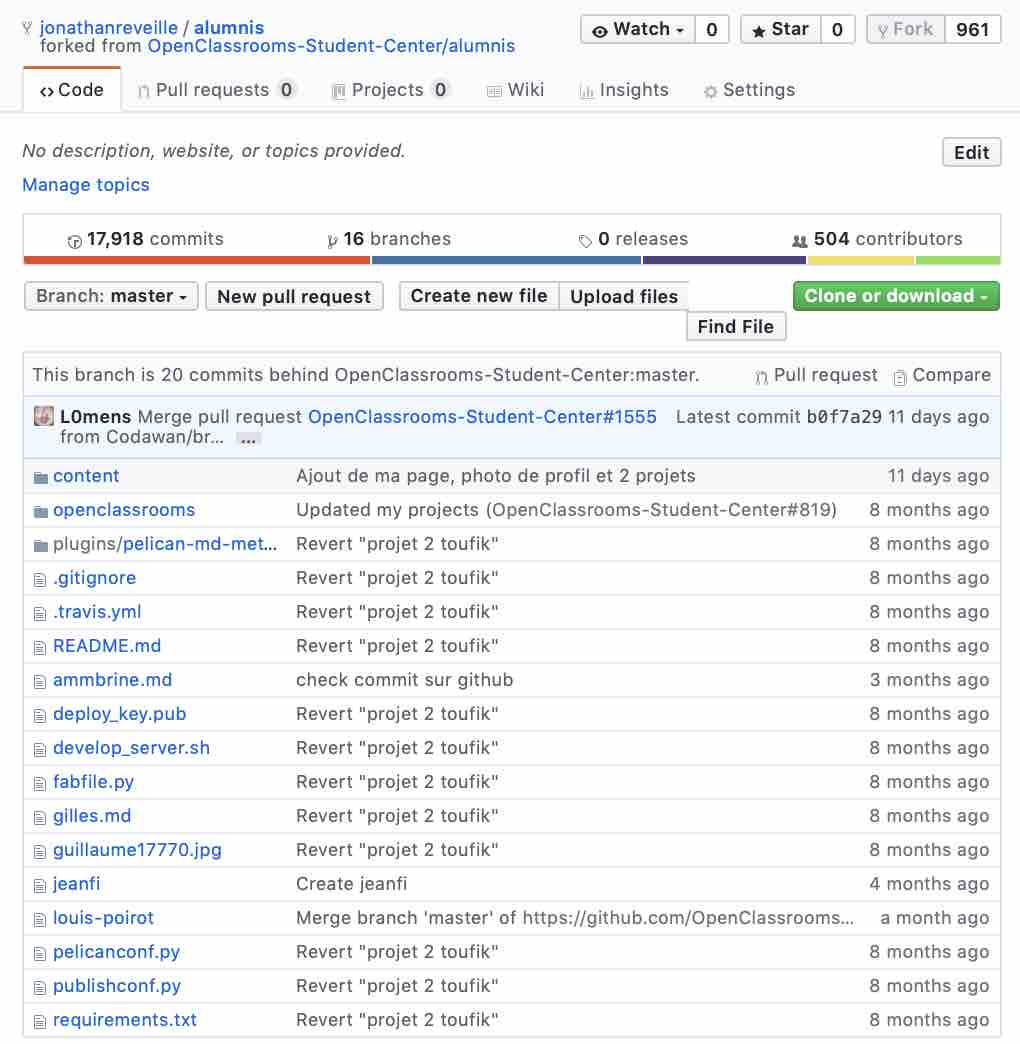 jonathanreveille / alumnis
Watch 0 Star 0 Fork 961
forked from OpenClassrooms-Student-Center/alumnis
Code Pull requests 0 Projects 0 Wiki Insights Settings
No description, website, or topics provided.
Edit
Manage topics
17,918 commits 16 branches 0 releases 504 contributors
Branch: master New pull request Create new file Upload files Clone or download
Find File
This branch is 20 commits behind OpenClassrooms-Student-Center:master. Pull request Compare
L0mens Merge pull request OpenClassrooms-Student-Center#1555 Latest commit b0f7a29 11 days ago
from Codawan/br... …
content Ajout de ma page, photo de profil et 2 projets 11 days ago
openclassrooms Updated my projects (OpenClassrooms-Student-Center#819) 8 months ago
plugins/pelican-md-met... Revert "projet 2 toufik" 8 months ago
.gitignore Revert "projet 2 toufik" 8 months ago
.travis.yml Revert "projet 2 toufik" 8 months ago
README.md Revert "projet 2 toufik" 8 months ago
ammbrine.md check commit sur github 3 months ago
deploy_key.pub Revert "projet 2 toufik" 8 months ago
develop_server.sh Revert "projet 2 toufik" 8 months ago
fabfile.py Revert "projet 2 toufik" 8 months ago
gilles.md Revert "projet 2 toufik" 8 months ago
guillaume17770.jpg Revert "projet 2 toufik" 8 months ago
jeanfi Create jeanfi 4 months ago
louis-poirot Merge branch 'master' of https://github.com/OpenClassrooms... a month ago
pelicanconf.py Revert "projet 2 toufik" 8 months ago
publishconf.py Revert "projet 2 toufik" 8 months ago
requirements.txt Revert "projet 2 toufik" 8 months ago